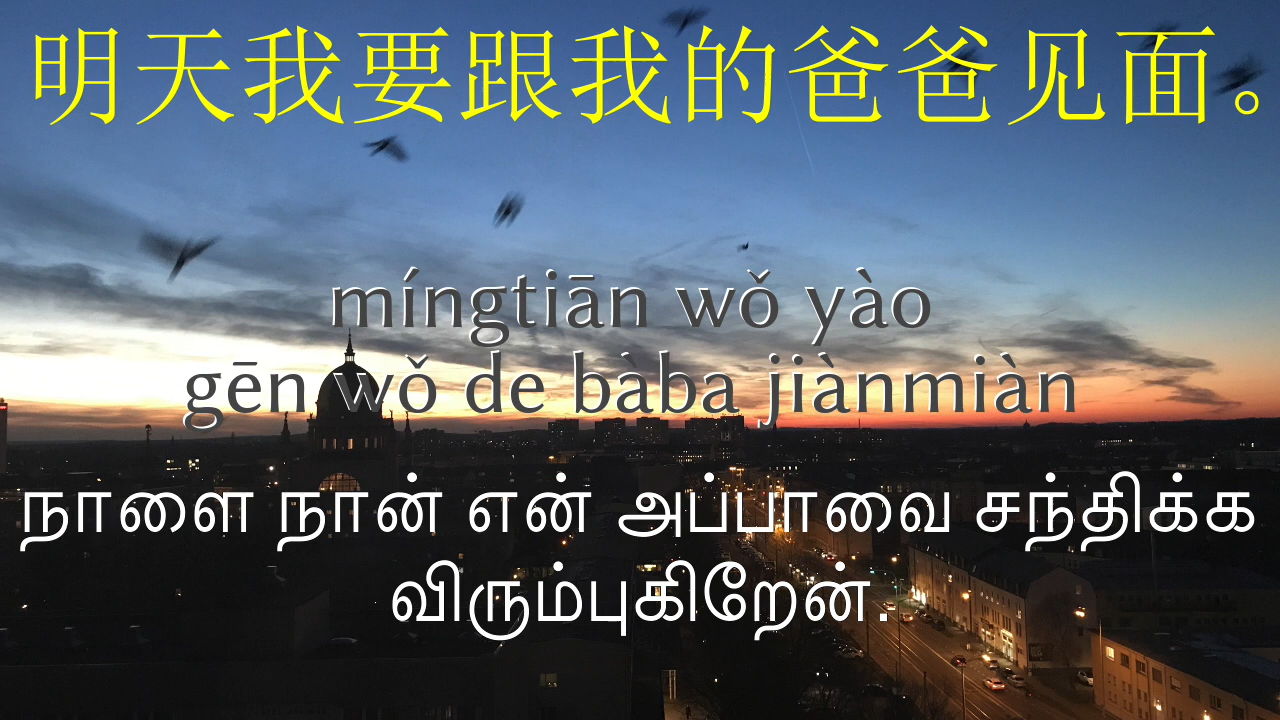 明天我要跟我的爸爸见面。
míngtiān wǒ yào
gēn wǒ de bàba jiànmiàn
நாளை நான் என் அப்பாவை சந்திக்க
விரும்புகிறேன்.